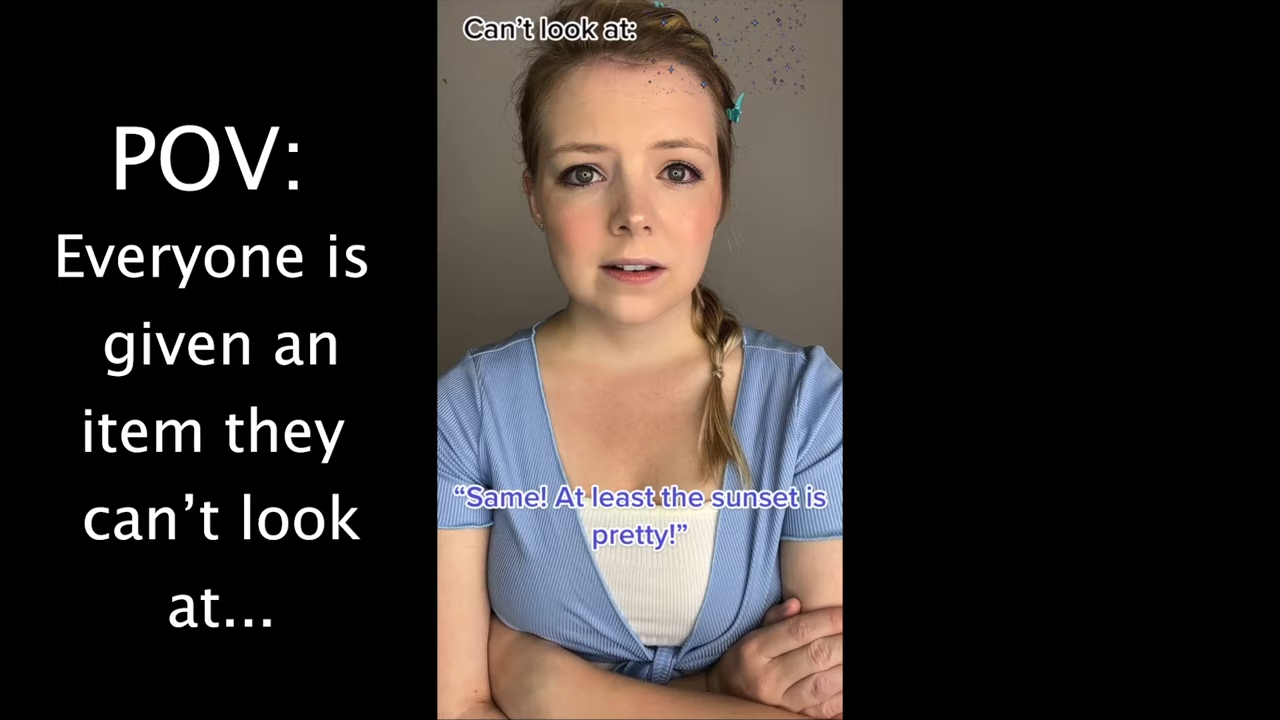 POV:
Everyone is
given an
item they
can’t look
at...
Can’t look at:
“Same! At least the sunset is
pretty!”